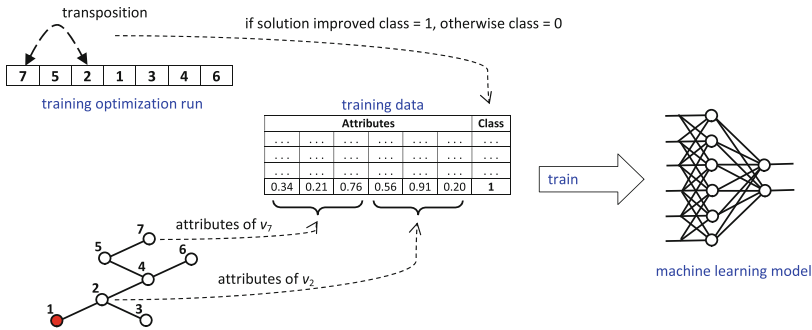 transposition
if solution improved class = 1, otherwise class = 0
7 5 2 1 3 4 6
training optimization run
training data
Attributes Class
... ... ... ... ... ... ...
... ... ... ... ... ... ...
... ... ... ... ... ... ...
0.34 0.21 0.76 0.56 0.91 0.20 1
train
attributes of v7
attributes of v2
7
5
6
4
2
1
3
machine learning model